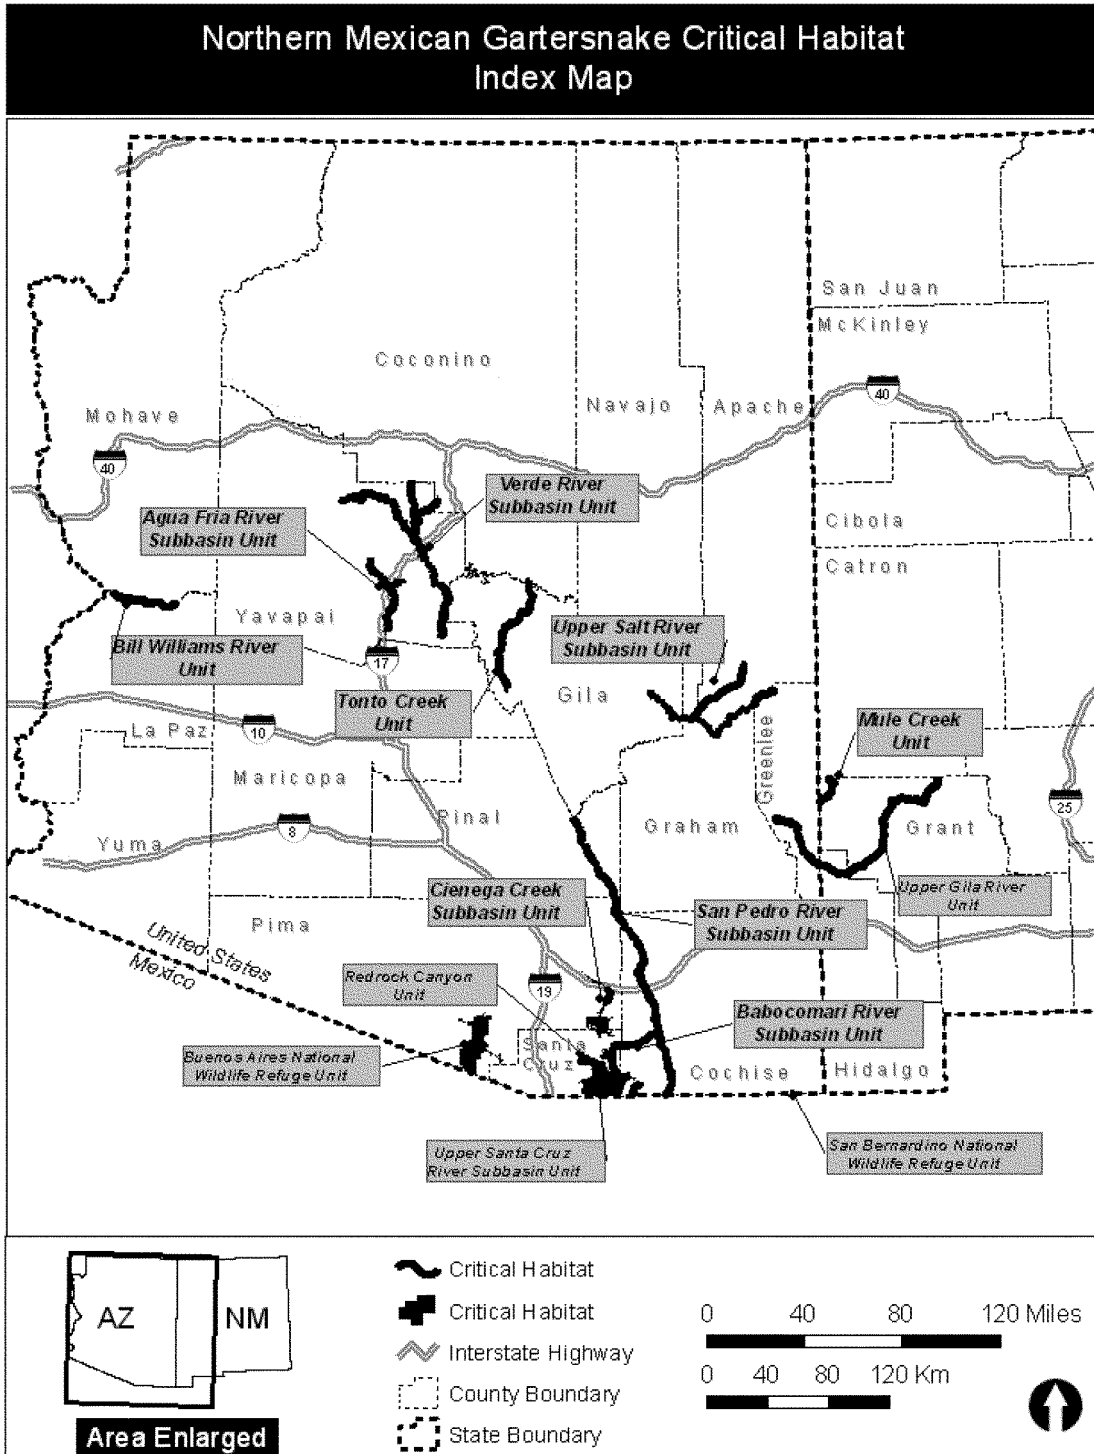 Northern Mexican Gartersnake Critical Habitat
Index Map
San Juan
McKinley
Coconino
Navajo
Apache
40
Mohave
40
Verde River
Subbasin Unit
Agua Fria River
Subbasin Unit
Cibola
Catron
Yavapai
Bill Williams River
Unit
Upper Salt River
Subbasin Unit
17
Tonto Creek
Unit
Gila
Mule Creek
Unit
La Paz
10
Greenlee
Maricopa
25
Pinal
Yuma
8
Graham
Grant
Cienega Creek
Subbasin Unit
Upper Gila River
Unit
San Pedro River
Subbasin Unit
Pima
United States
Mexico
Redrock Canyon
Unit
19
Babocomari River
Subbasin Unit
Buenos Aires National
Wildlife Refuge Unit
Santa
Cruz
Cochise
Hidalgo
Upper Santa Cruz
River Subbasin Unit
San Bernardino National
Wildlife Refuge Unit
AZ
NM
Area Enlarged
Critical Habitat
Critical Habitat
Interstate Highway
County Boundary
State Boundary
0 40 80 120 Miles
0 40 80 120 Km